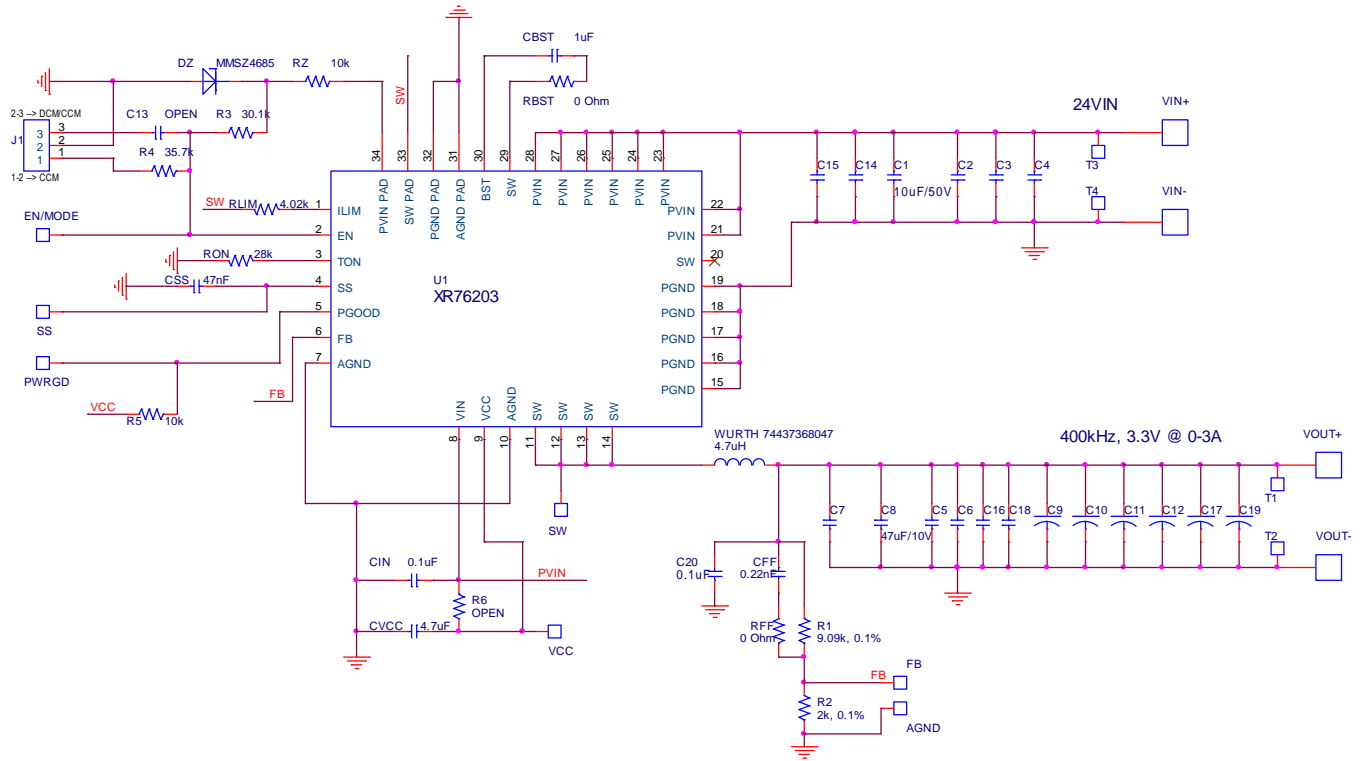 CBST 1uF
DZ MMSZ4685 RZ 10k
RBST 0 Ohm
SW
2-3 --> DCM/CCM
C13 OPEN R3 30.1k
J1
3 3
2 2
1 1
R4 35.7k
1-2 --> CCM
24VIN
VIN+
T3
T4
VIN-
C15 C14 C1 C2 C3 C4
10uF/50V
34 33 32 31 30 29 28 27 26 25 24 23
PVIN PAD
SW PAD
PGND PAD
AGND PAD
BST
SW
PVIN
PVIN
PVIN
PVIN
PVIN
PVIN
SW RLIM 4.02k 1 ILIM
EN/MODE
2 EN
RON 28k 3 TON
CSS 47nF 4 SS
SS
5 PGOOD
6 FB
7 AGND
PWRGD
FB
VCC
R5 10k
U1
XR76203
PVIN 22
PVIN 21
SW 20
PGND 19
PGND 18
PGND 17
PGND 16
PGND 15
VIN
VCC
AGND
SW
SW
SW
SW
8 9 10 11 12 13 14
WURTH 74437368047
4.7uH
400kHz, 3.3V @ 0-3A
VOUT+
T1
T2
VOUT-
SW
C7 C8 C5 C6 C16 C18 C9 C10 C11 C12 C17 C19
47uF/10V
CIN 0.1uF
PVIN
R6
OPEN
CVCC 4.7uF
VCC
C20
0.1uF
CFF
0.22nF
RFF
0 Ohm
R1
9.09k, 0.1%
FB
FB
R2
2k, 0.1%
AGND